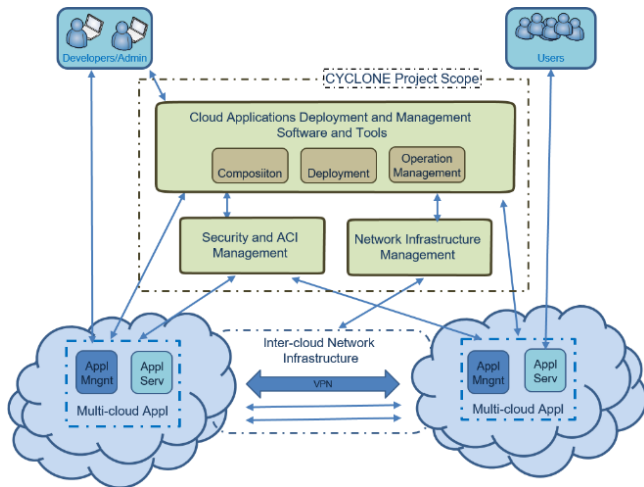 Developers/Admin
Users
CYCLONE Project Scope
Cloud Applications Deployment and Management
Software and Tools
Composiiton
Deployment
Operation
Management
Security and ACI
Management
Network Infrastructure
Management
Inter-cloud Network
Infrastructure
Appl
Mngnt
Appl
Serv
Multi-cloud Appl
VPN
Appl
Mngnt
Appl
Serv
Multi-cloud Appl